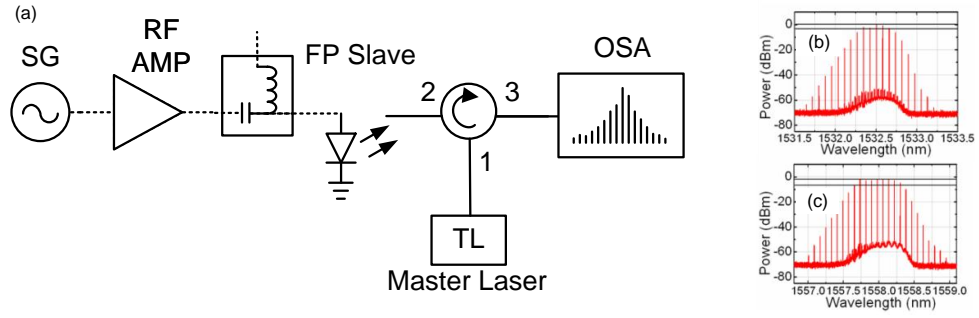 (a)
SG
RF
AMP
FP Slave
2
3
1
OSA
TL
Master Laser
(b)
Power (dBm)
0
-20
-40
-60
-80
1531.5
1532.0
1532.5
1533.0
1533.5
Wavelength (nm)
(c)
Power (dBm)
0
-20
-40
-60
-80
1557.0
1557.5
1558.0
1558.5
1559.0
Wavelength (nm)